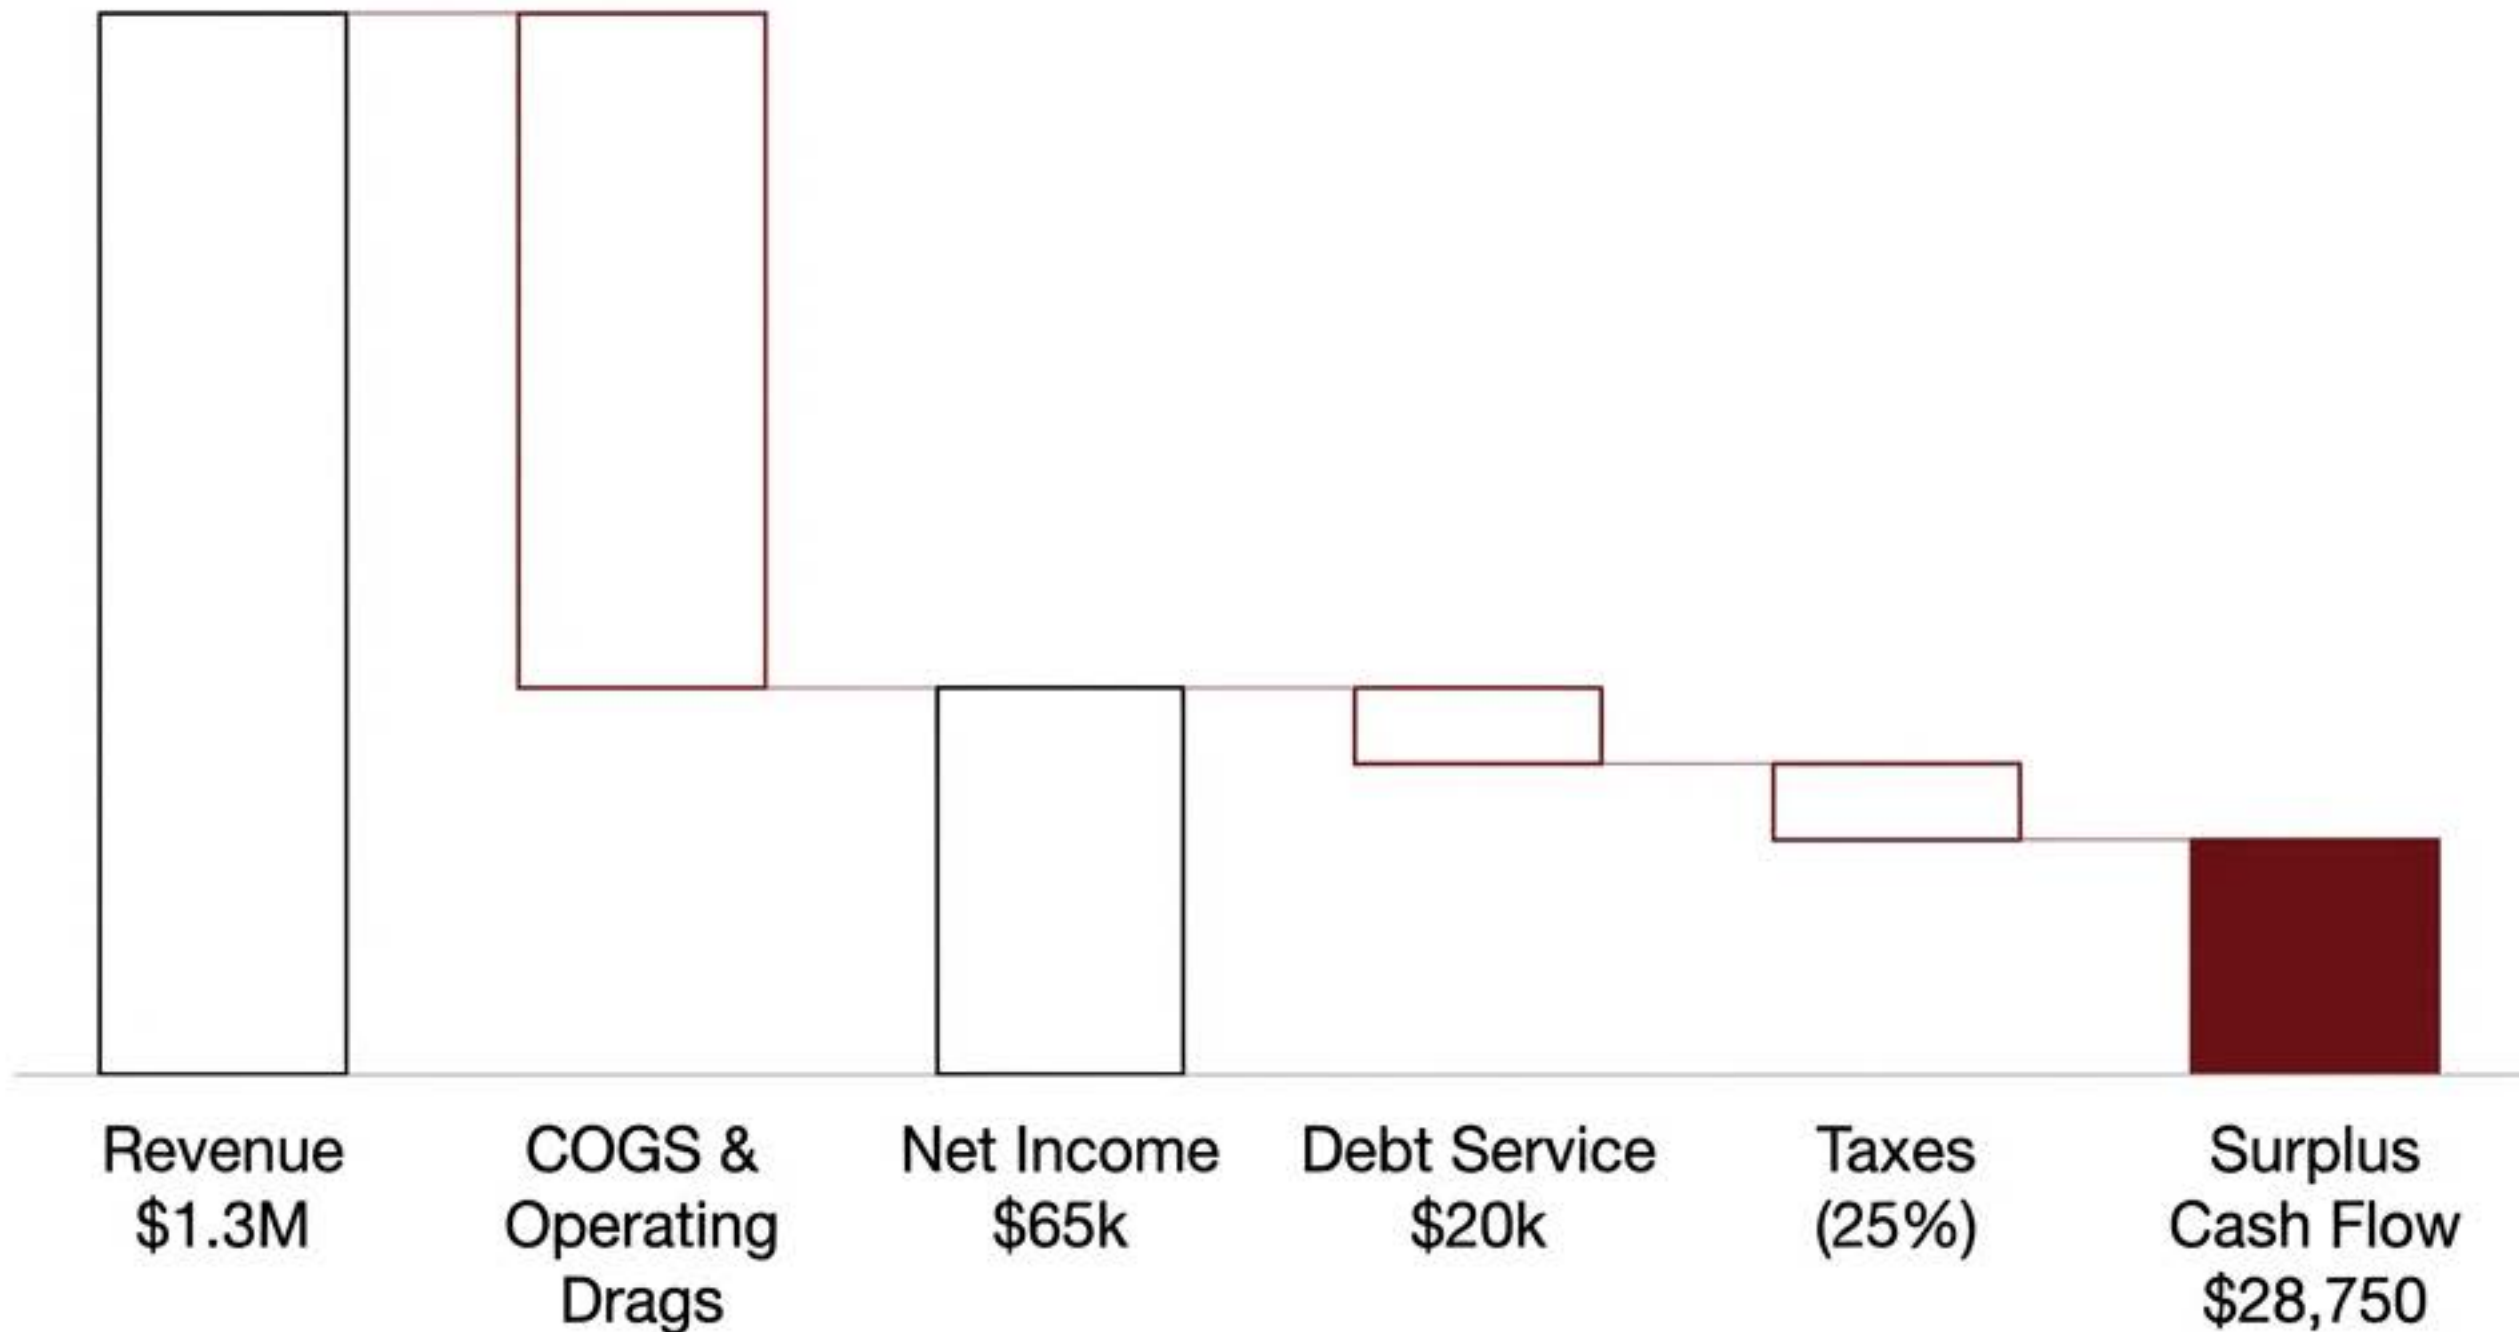 Revenue
$1.3M
COGS &
Operating
Drags
Net Income
$65k
Debt Service
$20k
Taxes
(25%)
Surplus
Cash Flow
$28,750